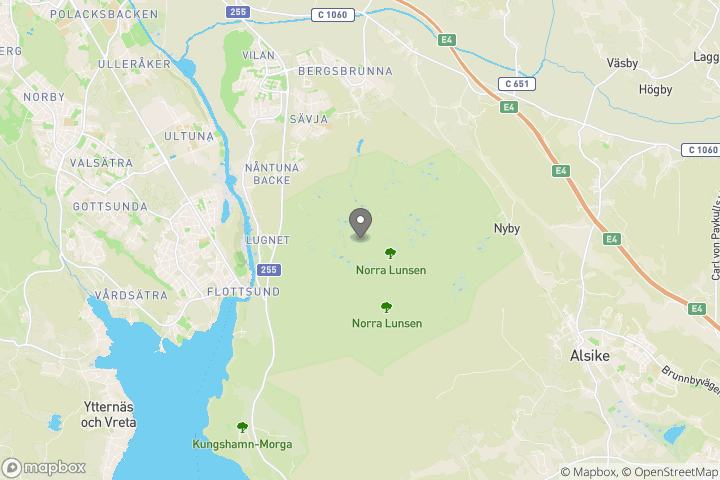 POLACKSBACKEN
255
C 1060
VILAN
E4
Väsby
Lagg
BERG
ULLERÅKER
BERGSBRUNNA
C 651
Högby
NORBY
E4
SÄVJA
ULTUNA
C 1060
VALSÄTRA
NÅNTUNA
BACKE
E4
GOTTSUNDA
Nyby
Carl von Paykulls v
LUGNET
E4
255
Norra Lunsen
FLOTTSUND
VÅRDSÄTRA
E4
Norra Lunsen
Alsike
Brunnbyvägen
Ytternäs
och Vreta
Kungshamn-Morga
mapbox
© Mapbox, © OpenStreetMap